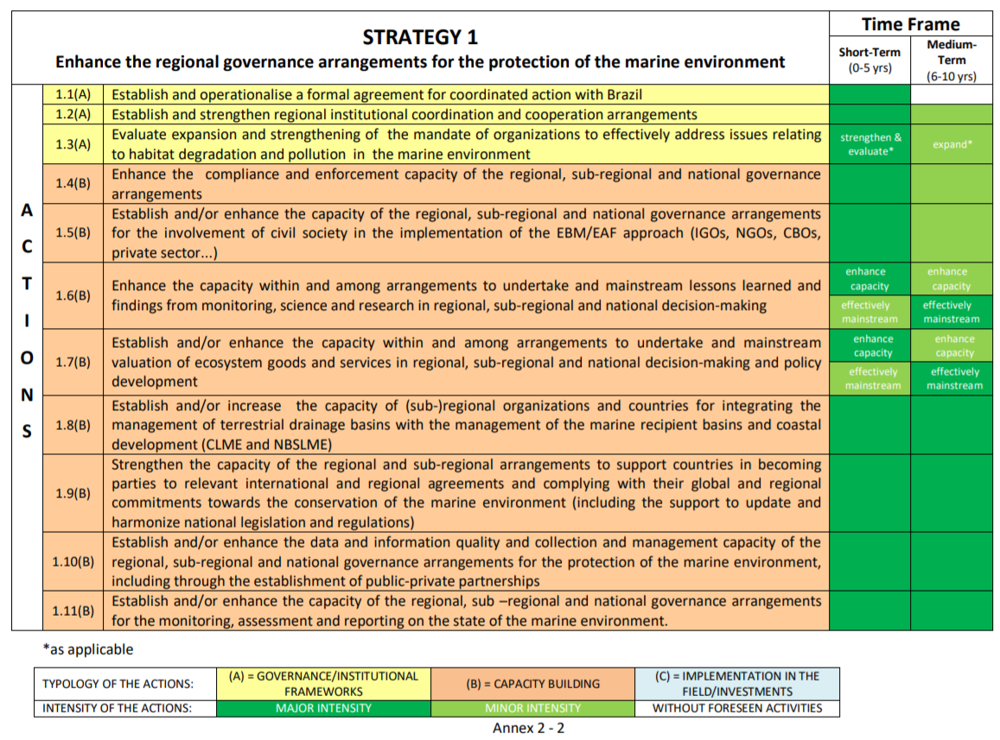 STRATEGY 1
Enhance the regional governance arrangements for the protection of the marine environment
Time Frame
Short-Term
(0-5 yrs)
Medium-
Term
(6-10 yrs)
A
C
T
I
O
N
S
1.1(A)
Establish and operationalise a formal agreement for coordinated action with Brazil
1.2(A)
Establish and strengthen regional institutional coordination and cooperation arrangements
1.3(A)
Evaluate expansion and strengthening of the mandate of organizations to effectively address issues relating
to habitat degradation and pollution in the marine environment
strengthen &
evaluate*
expand*
1.4(B)
Enhance the compliance and enforcement capacity of the regional, sub-regional and national governance
arrangements
1.5(B)
Establish and/or enhance the capacity of the regional, sub-regional and national governance arrangements
for the involvement of civil society in the implementation of the EBM/EAF approach (IGOs, NGOs, CBOs,
private sector...)
1.6(B)
Enhance the capacity within and among arrangements to undertake and mainstream lessons learned and
findings from monitoring, science and research in regional, sub-regional and national decision-making
enhance
capacity
enhance
capacity
effectively
mainstream
effectively
mainstream
1.7(B)
Establish and/or enhance the capacity within and among arrangements to undertake and mainstream
valuation of ecosystem goods and services in regional, sub-regional and national decision-making and policy
development
enhance
capacity
enhance
capacity
effectively
mainstream
effectively
mainstream
1.8(B)
Establish and/or increase the capacity of (sub-)regional organizations and countries for integrating the
management of terrestrial drainage basins with the management of the marine recipient basins and coastal
development (CLME and NBSLME)
1.9(B)
Strengthen the capacity of the regional and sub-regional arrangements to support countries in becoming
parties to relevant international and regional agreements and complying with their global and regional
commitments towards the conservation of the marine environment (including the support to update and
harmonize national legislation and regulations)
1.10(B)
Establish and/or enhance the data and information quality and collection and management capacity of the
regional, sub-regional and national governance arrangements for the protection of the marine environment,
including through the establishment of public-private partnerships
1.11(B)
Establish and/or enhance the capacity of the regional, sub –regional and national governance arrangements
for the monitoring, assessment and reporting on the state of the marine environment.
*as applicable
TYPOLOGY OF THE ACTIONS:
(A) = GOVERNANCE/INSTITUTIONAL
FRAMEWORKS
(B) = CAPACITY BUILDING
(C) = IMPLEMENTATION IN THE
FIELD/INVESTMENTS
INTENSITY OF THE ACTIONS:
MAJOR INTENSITY
MINOR INTENSITY
WITHOUT FORESEEN ACTIVITIES
Annex 2 - 2